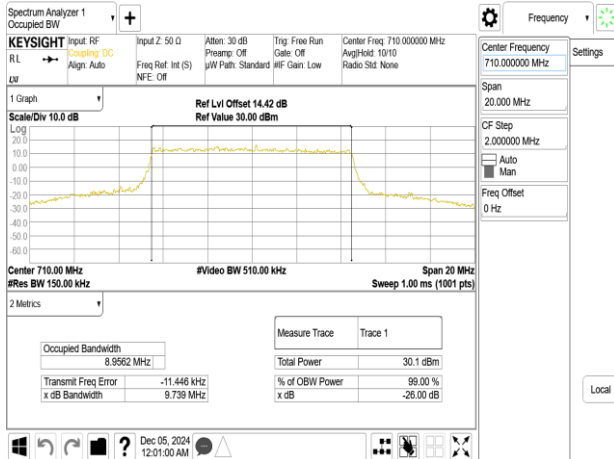 Spectrum Analyzer 1
Occupied BW
KEYSIGHT
RL
LXI
Input: RF
Coupling: DC
Align: Auto
Input Z: 50 Ω
Freq Ref: Int (S)
NFE: Off
Atten: 30 dB
Preamp: Off
µW Path: Standard
Trig: Free Run
Gate: Off
#IF Gain: Low
Center Freq: 710.000000 MHz
Avg|Hold: 10/10
Radio Std: None
1 Graph
Scale/Div 10.0 dB
Ref Lvl Offset 14.42 dB
Ref Value 30.00 dBm
Log
20.0
10.0
0.00
-10.0
-20.0
-30.0
-40.0
-50.0
-60.0
Center 710.00 MHz
#Video BW 510.00 kHz
Span 20 MHz
#Res BW 150.00 kHz
Sweep 1.00 ms (1001 pts)
2 Metrics
Measure Trace Trace 1
Occupied Bandwidth
8.9562 MHz
Total Power 30.1 dBm
Transmit Freq Error -11.446 kHz
% of OBW Power 99.00 %
x dB Bandwidth 9.739 MHz
x dB -26.00 dB
?
Dec 05, 2024
12:01:00 AM
Frequency
Center Frequency
710.000000 MHz
Span
20.000 MHz
CF Step
2.000000 MHz
Auto
Man
Freq Offset
0 Hz
Settings
Local